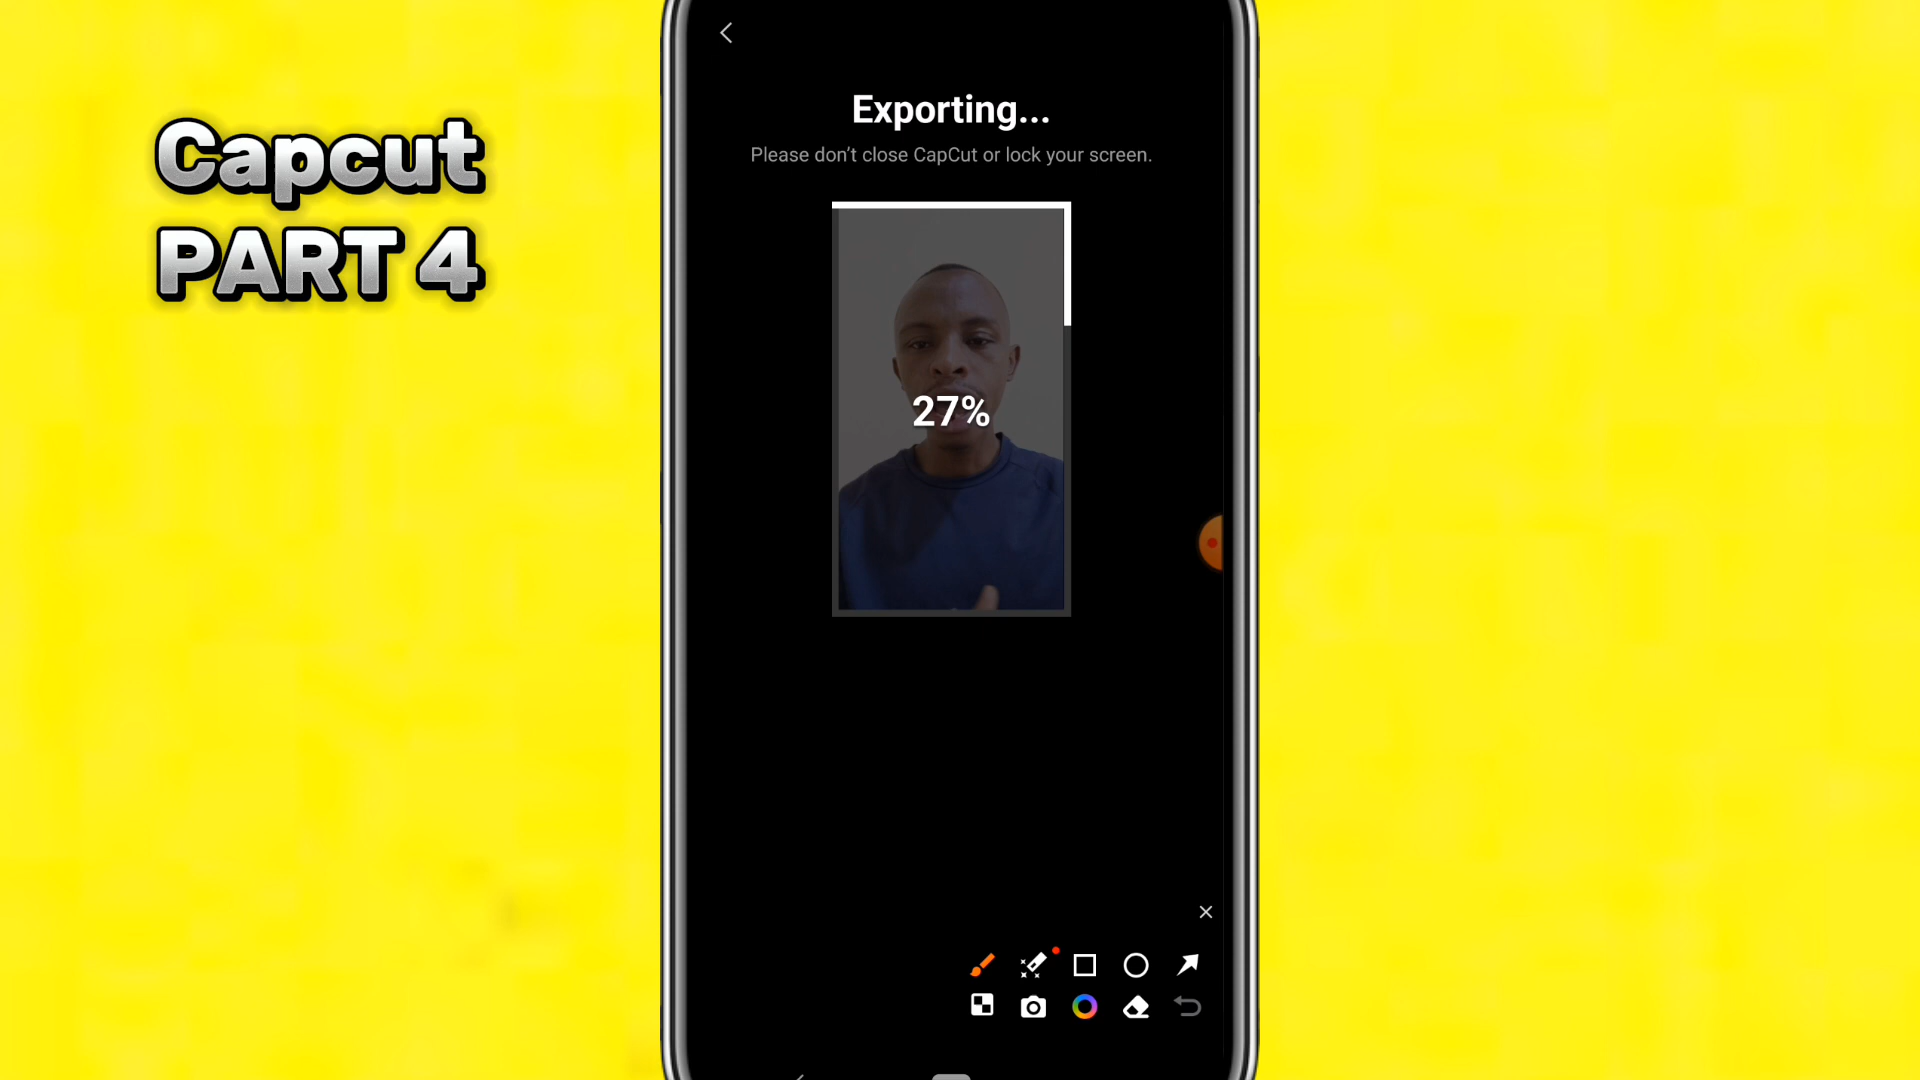 Capcut
PART 4
Exporting...
Please don’t close CapCut or lock your screen.
27%